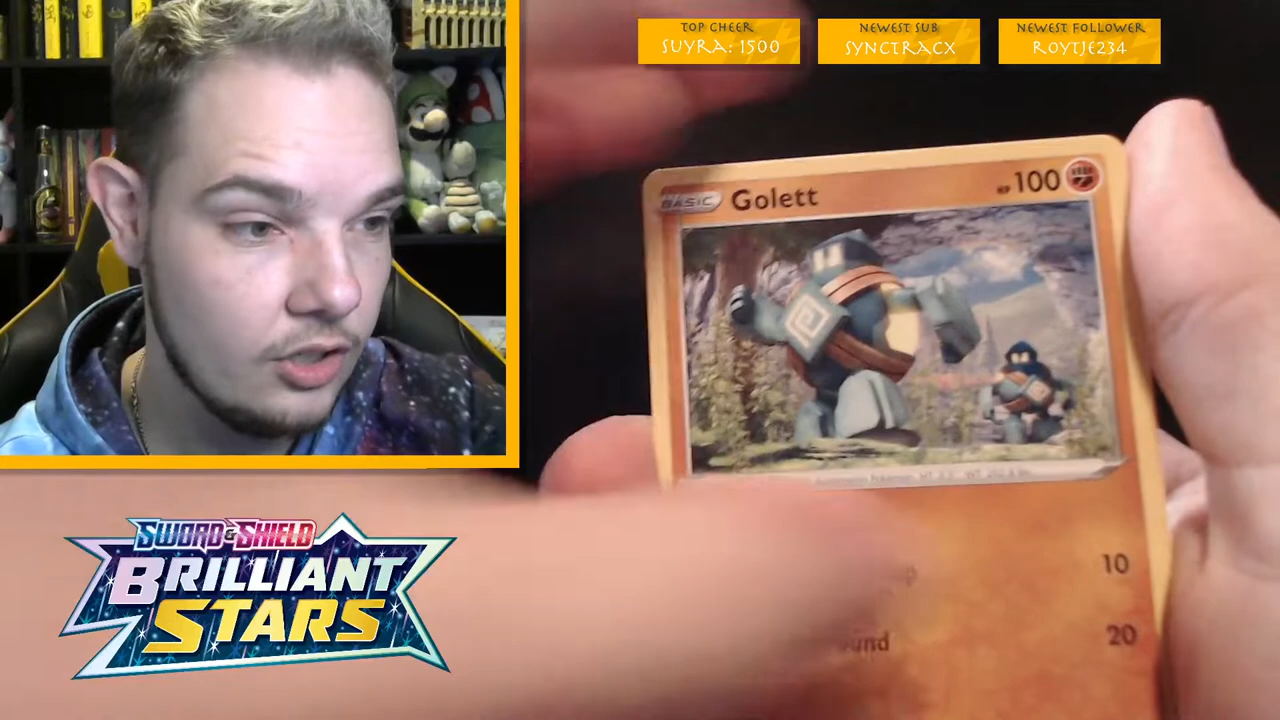 TOP CHEER
SUYRA: 1500
NEWEST SUB
SYNCTRACX
NEWEST FOLLOWER
ROYTJE234
BASIC
Golett
HP 100
10
20
SWORD & SHIELD
BRILLIANT
STARS